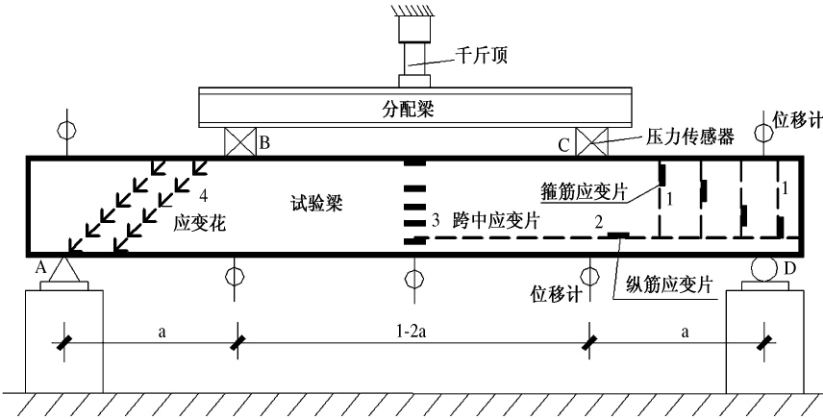 千斤顶
分配梁
位移计
B
C
压力传感器
箍筋应变片
1
1
4
试验梁
应变花
3
跨中应变片
2
A
D
位移计
纵筋应变片
a
1-2a
a